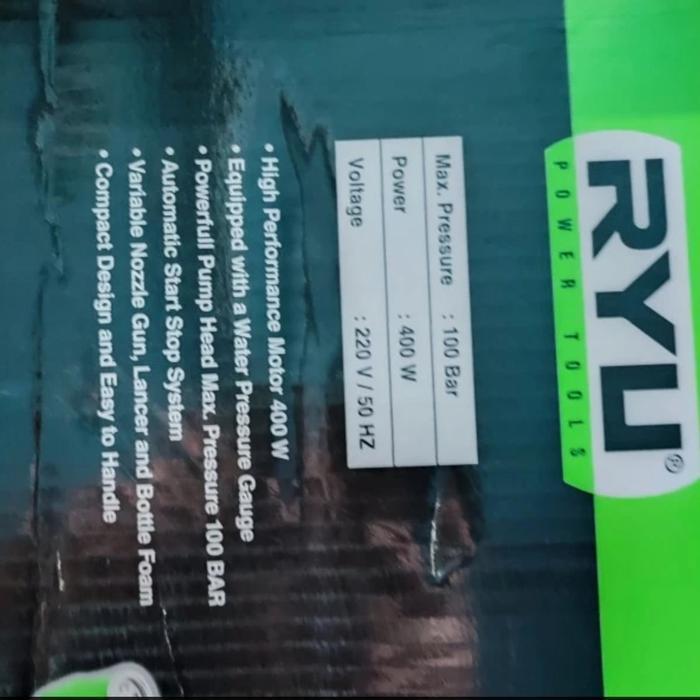 RYU®
POWER TOOLS
Max. Pressure : 100 Bar
Power : 400 W
Voltage : 220 V / 50 HZ
• High Performance Motor 400 W
• Equipped with a Water Pressure Gauge
• Powerfull Pump Head Max. Pressure 100 BAR
• Automatic Start Stop System
• Variable Nozzle Gun, Lancer and Bottle Foam
• Compact Design and Easy to Handle